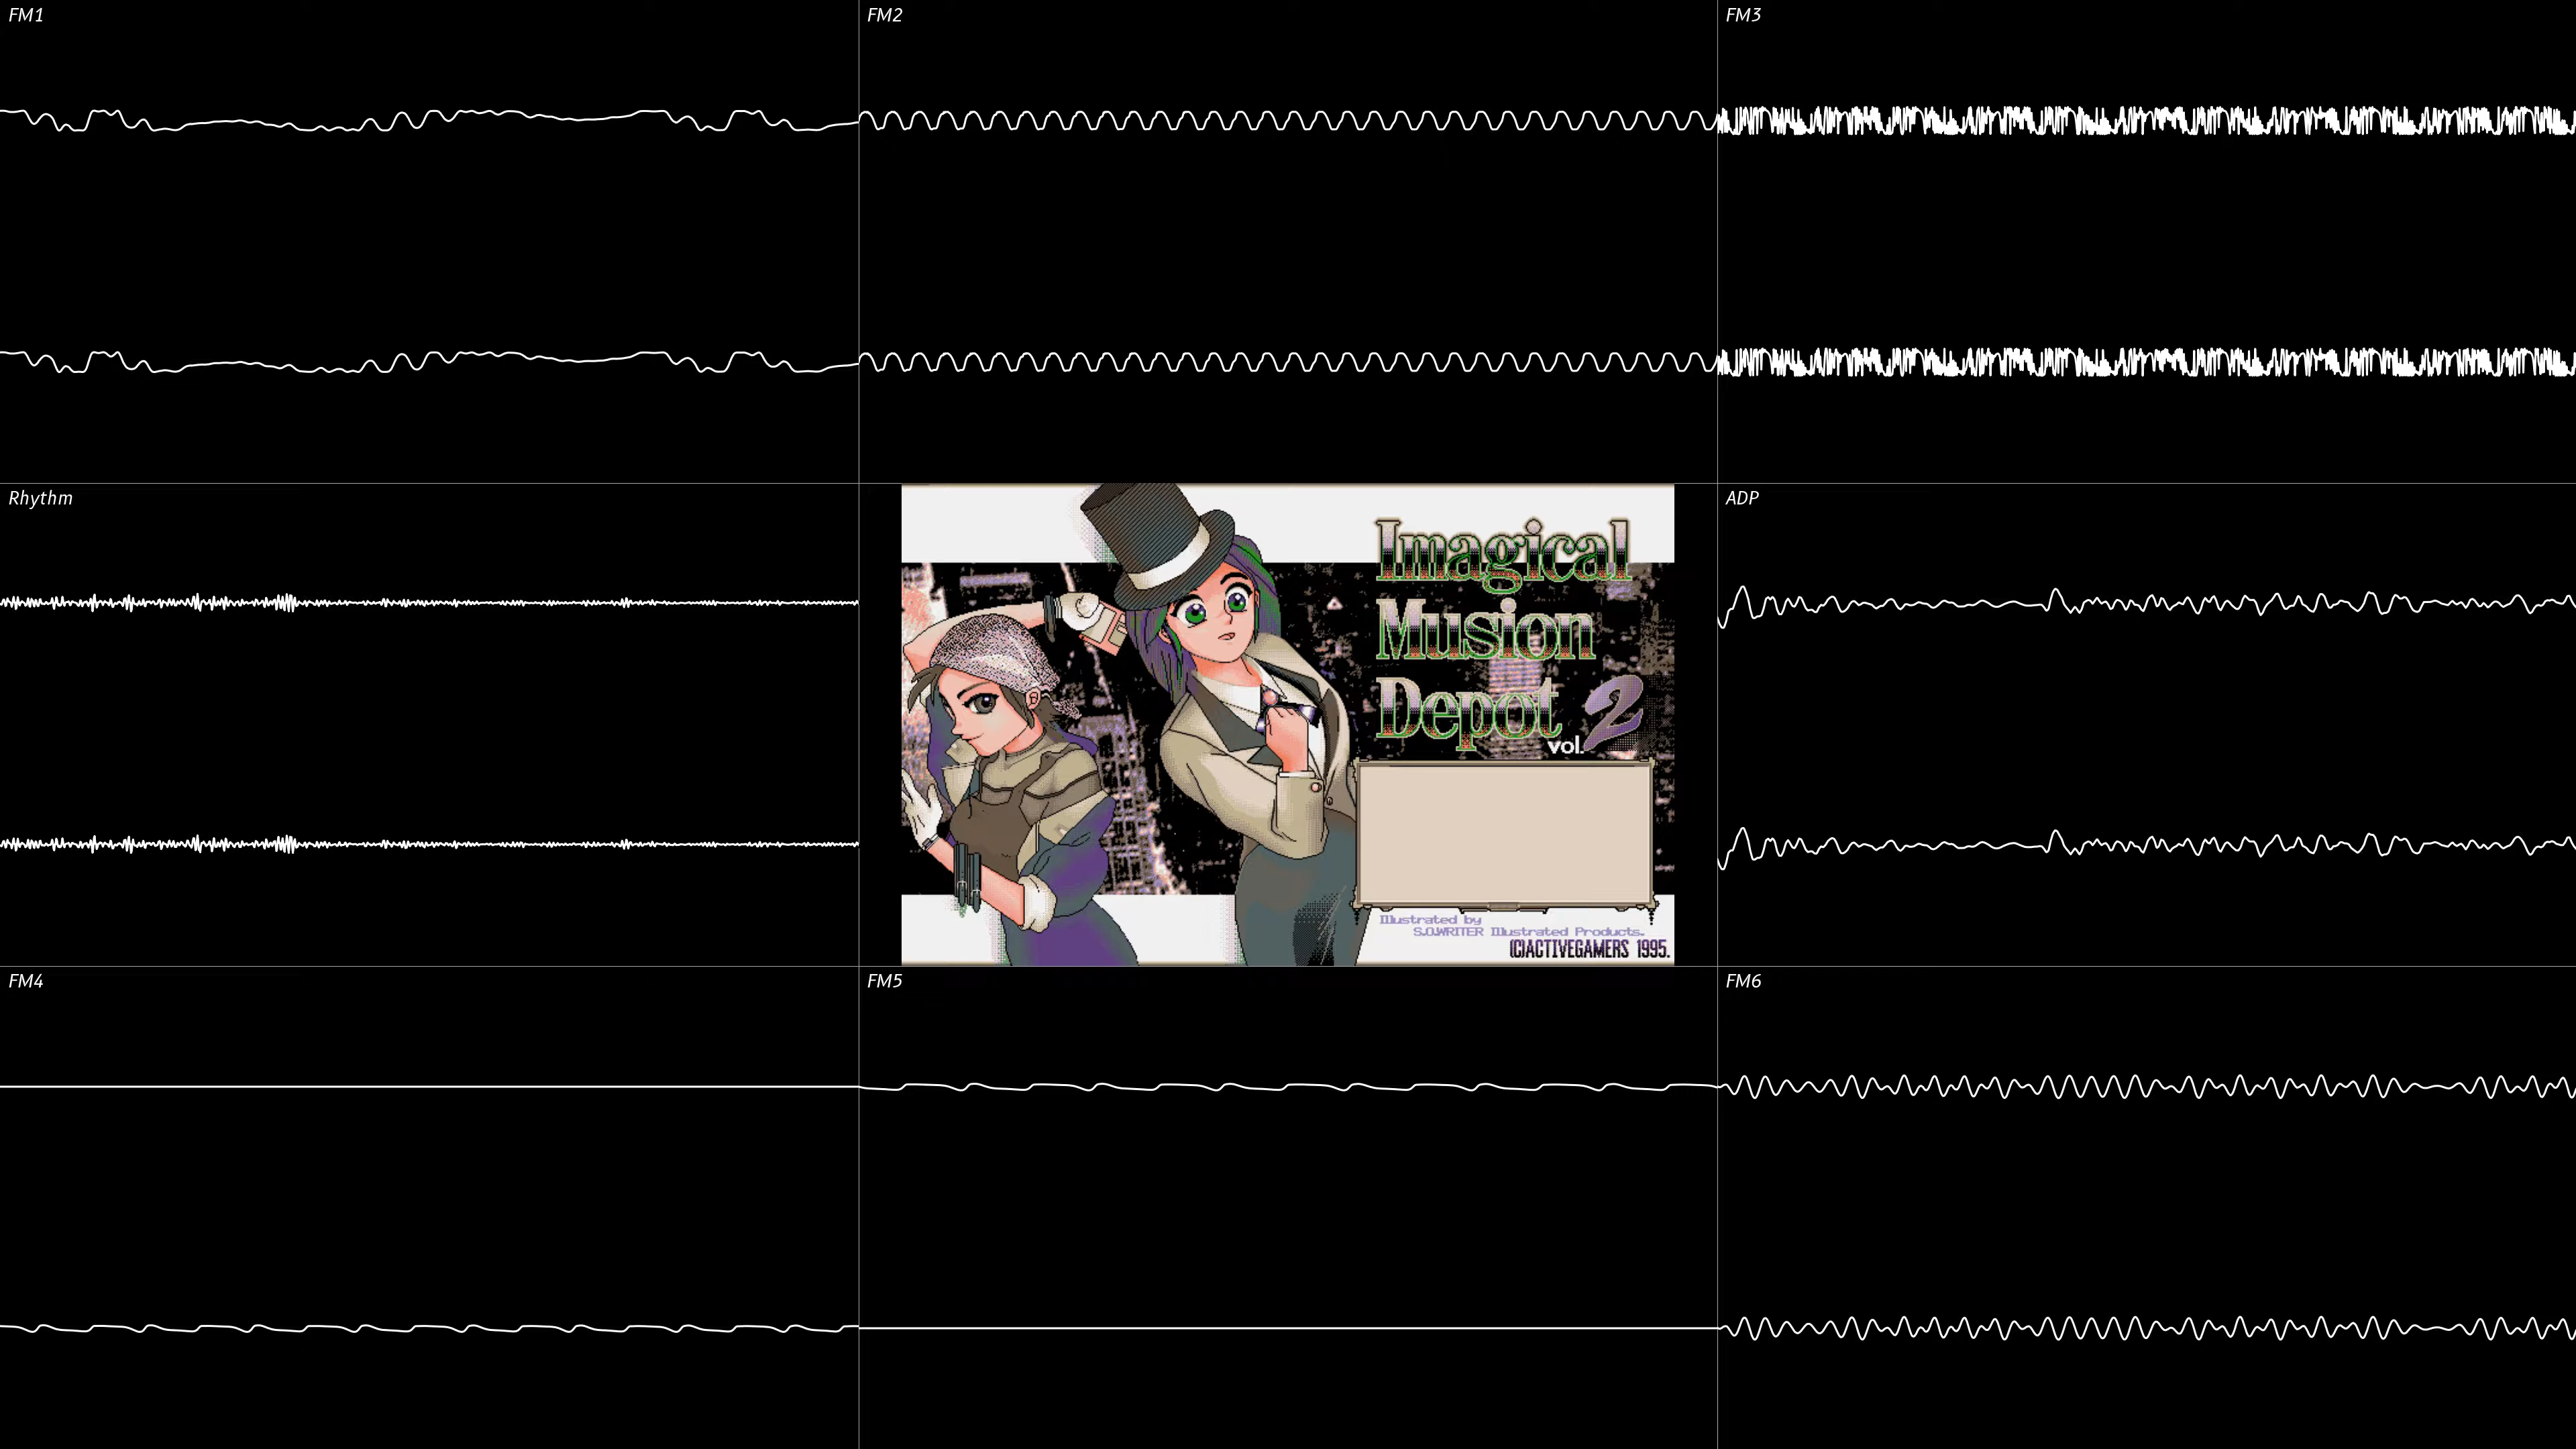 FM1
FM2
FM3
Rhythm
Imagical
Musion
Depot
vol.2
Illustrated by
S.O.WRITER Illustrated Products.
(C)ACTIVEGAMERS 1995.
ADP
FM4
FM5
FM6